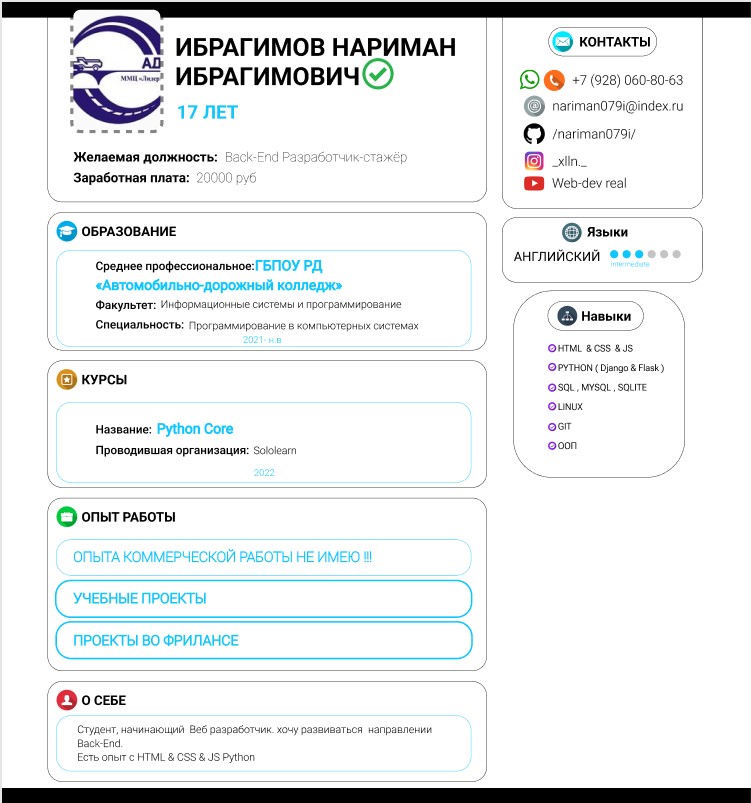 АД
ММЦ «Лидер
ИБРАГИМОВ НАРИМАН
ИБРАГИМОВИЧ
17 ЛЕТ
Желаемая должность: Back-End Разработчик-стажёр
Заработная плата: 20000 руб
ОБРАЗОВАНИЕ
Среднее профессиональное:ГБПОУ РД
«Автомобильно-дорожный колледж»
Факультет: Информационные системы и программирование
Специальность: Программирование в компьютерных системах
2021- н.в
КУРСЫ
Название: Python Core
Проводившая организация: Sololearn
2022
ОПЫТ РАБОТЫ
ОПЫТА КОММЕРЧЕСКОЙ РАБОТЫ НЕ ИМЕЮ !!!
УЧЕБНЫЕ ПРОЕКТЫ
ПРОЕКТЫ ВО ФРИЛАНСЕ
О СЕБЕ
Студент, начинающий Веб разработчик. хочу развиваться направлении
Back-End.
Есть опыт с HTML & CSS & JS Python
КОНТАКТЫ
+7 (928) 060-80-63
nariman079i@index.ru
/nariman079i/
_xlln._
Web-dev real
Языки
АНГЛИЙСКИЙ
intermediate
Навыки
HTML & CSS & JS
PYTHON ( Django & Flask )
SQL , MYSQL , SQLITE
LINUX
GIT
ООП